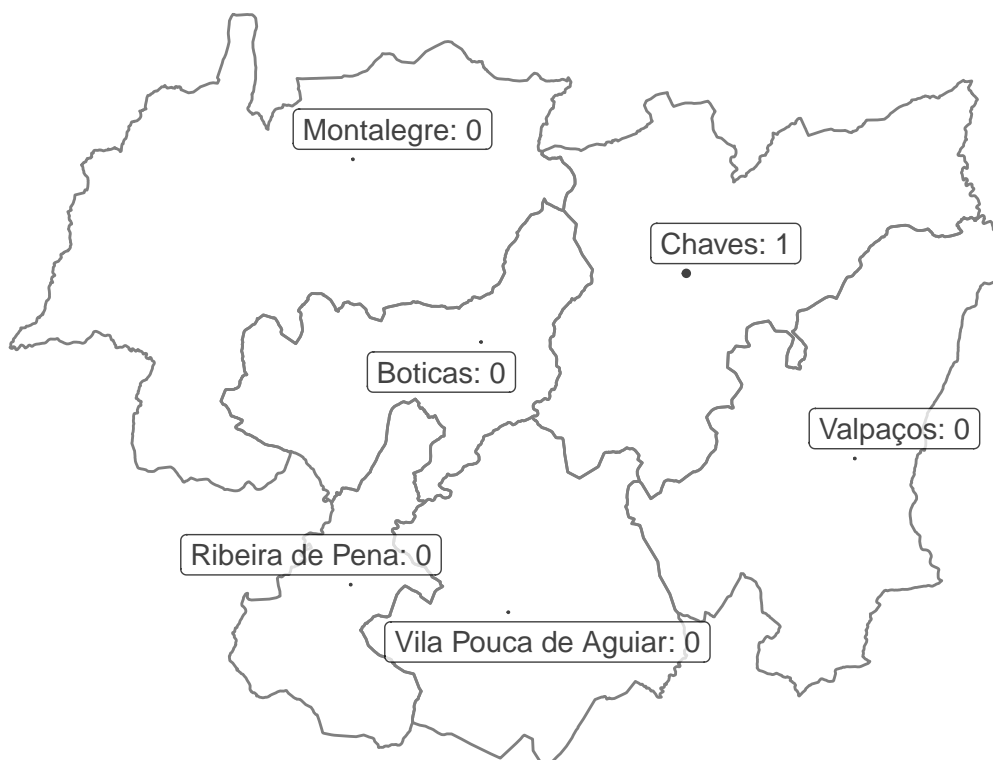 Montalegre: 0
Chaves: 1
Boticas: 0
Valpaços: 0
Ribeira de Pena: 0
Vila Pouca de Aguiar: 0